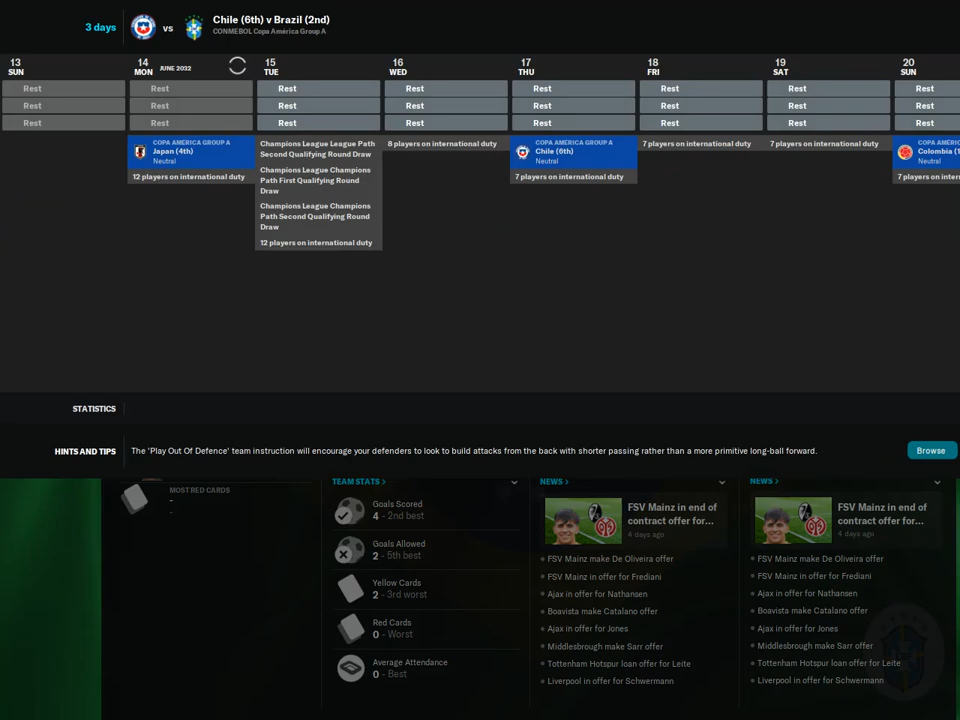 3 days
vs
Chile (6th) v Brazil (2nd)
CONMEBOL Copa América Group A
13
SUN
14
MON JUNE 2032
15
TUE
16
WED
17
THU
18
FRI
19
SAT
20
SUN
Rest Rest Rest Rest Rest Rest Rest Rest
Rest Rest Rest Rest Rest Rest Rest Rest
Rest Rest Rest Rest Rest Rest Rest Rest
COPA AMÉRICA GROUP A
Japan (4th)
Neutral
12 players on international duty
Champions League League Path
Second Qualifying Round Draw
Champions League Champions
Path First Qualifying Round
Draw
Champions League Champions
Path Second Qualifying Round
Draw
12 players on international duty
8 players on international duty
COPA AMÉRICA GROUP A
Chile (6th)
Neutral
7 players on international duty
7 players on international duty
7 players on international duty
COPA AMÉRIC
Colombia (1
Neutral
7 players on intern
STATISTICS
HINTS AND TIPS
The 'Play Out Of Defence' team instruction will encourage your defenders to look to build attacks from the back with shorter passing rather than a more primitive long-ball forward.
Browse
MOST RED CARDS
-
-
TEAM STATS >
Goals Scored
4 - 2nd best
Goals Allowed
2 - 5th best
Yellow Cards
2 - 3rd worst
Red Cards
0 - Worst
Average Attendance
0 - Best
NEWS >
FSV Mainz in end of
contract offer for...
4 days ago
FSV Mainz make De Oliveira offer
FSV Mainz in offer for Frediani
Ajax in offer for Nathansen
Boavista make Catalano offer
Ajax in offer for Jones
Middlesbrough make Sarr offer
Tottenham Hotspur loan offer for Leite
Liverpool in offer for Schwermann
NEWS >
FSV Mainz in end of
contract offer for...
4 days ago
FSV Mainz make De Oliveira offer
FSV Mainz in offer for Frediani
Ajax in offer for Nathansen
Boavista make Catalano offer
Ajax in offer for Jones
Middlesbrough make Sarr offer
Tottenham Hotspur loan offer for Leite
Liverpool in offer for Schwermann